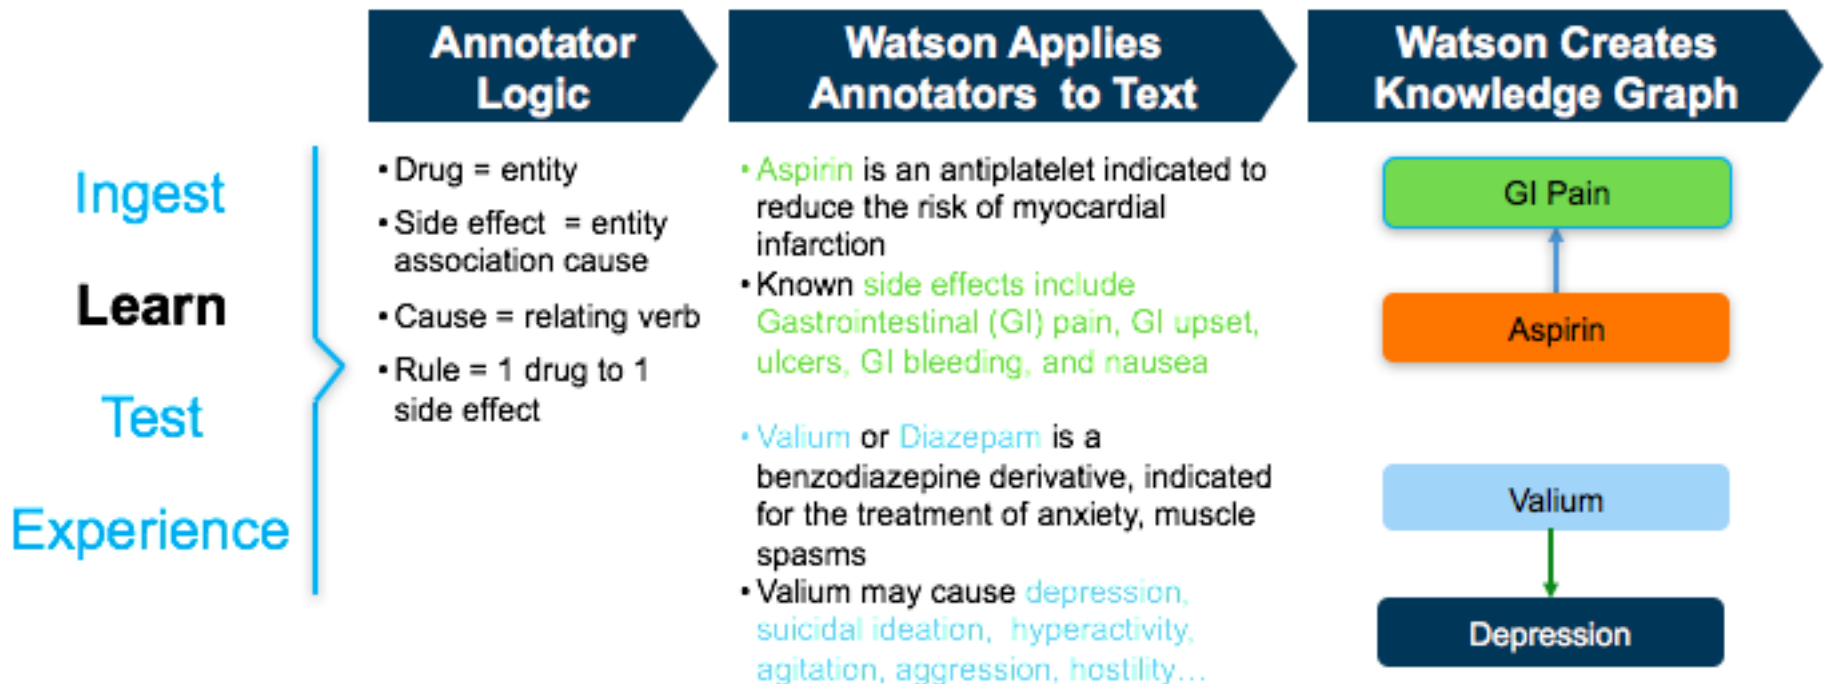 Annotator
Logic
Watson Applies
Annotators to Text
Watson Creates
Knowledge Graph
Ingest
Learn
Test
Experience
• Drug = entity
• Side effect = entity
association cause
• Cause = relating verb
• Rule = 1 drug to 1
side effect
• Aspirin is an antiplatelet indicated to
reduce the risk of myocardial
infarction
• Known side effects include
Gastrointestinal (GI) pain, GI upset,
ulcers, GI bleeding, and nausea
• Valium or Diazepam is a
benzodiazepine derivative, indicated
for the treatment of anxiety, muscle
spasms
• Valium may cause depression,
suicidal ideation, hyperactivity,
agitation, aggression, hostility…
GI Pain
Aspirin
Valium
Depression